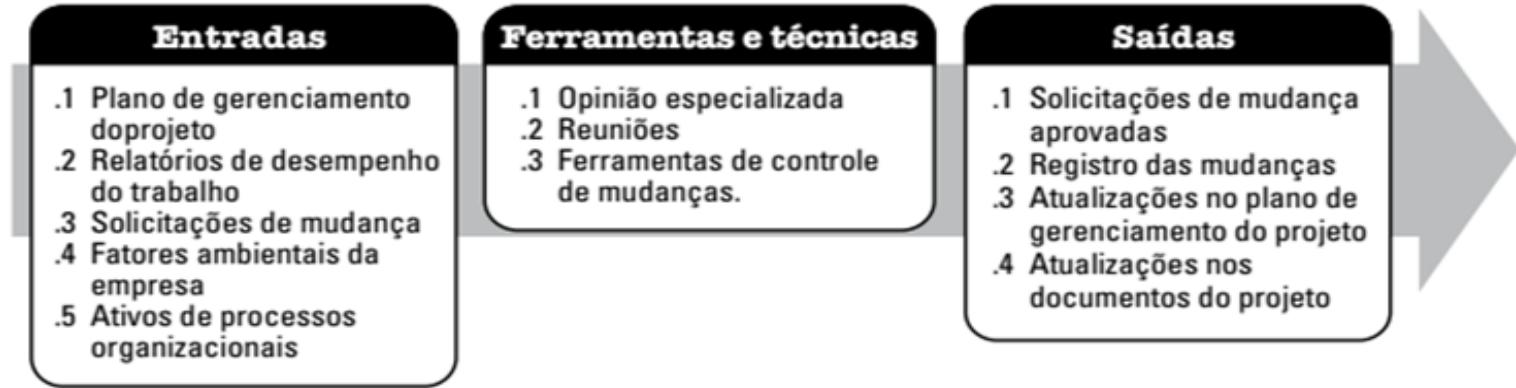 Entradas
.1 Plano de gerenciamento
doprojeto
.2 Relatórios de desempenho
do trabalho
.3 Solicitações de mudança
.4 Fatores ambientais da
empresa
.5 Ativos de processos
organizacionais
Ferramentas e técnicas
.1 Opinião especializada
.2 Reuniões
.3 Ferramentas de controle
de mudanças.
Saídas
.1 Solicitações de mudança
aprovadas
.2 Registro das mudanças
.3 Atualizações no plano de
gerenciamento do projeto
.4 Atualizações nos
documentos do projeto